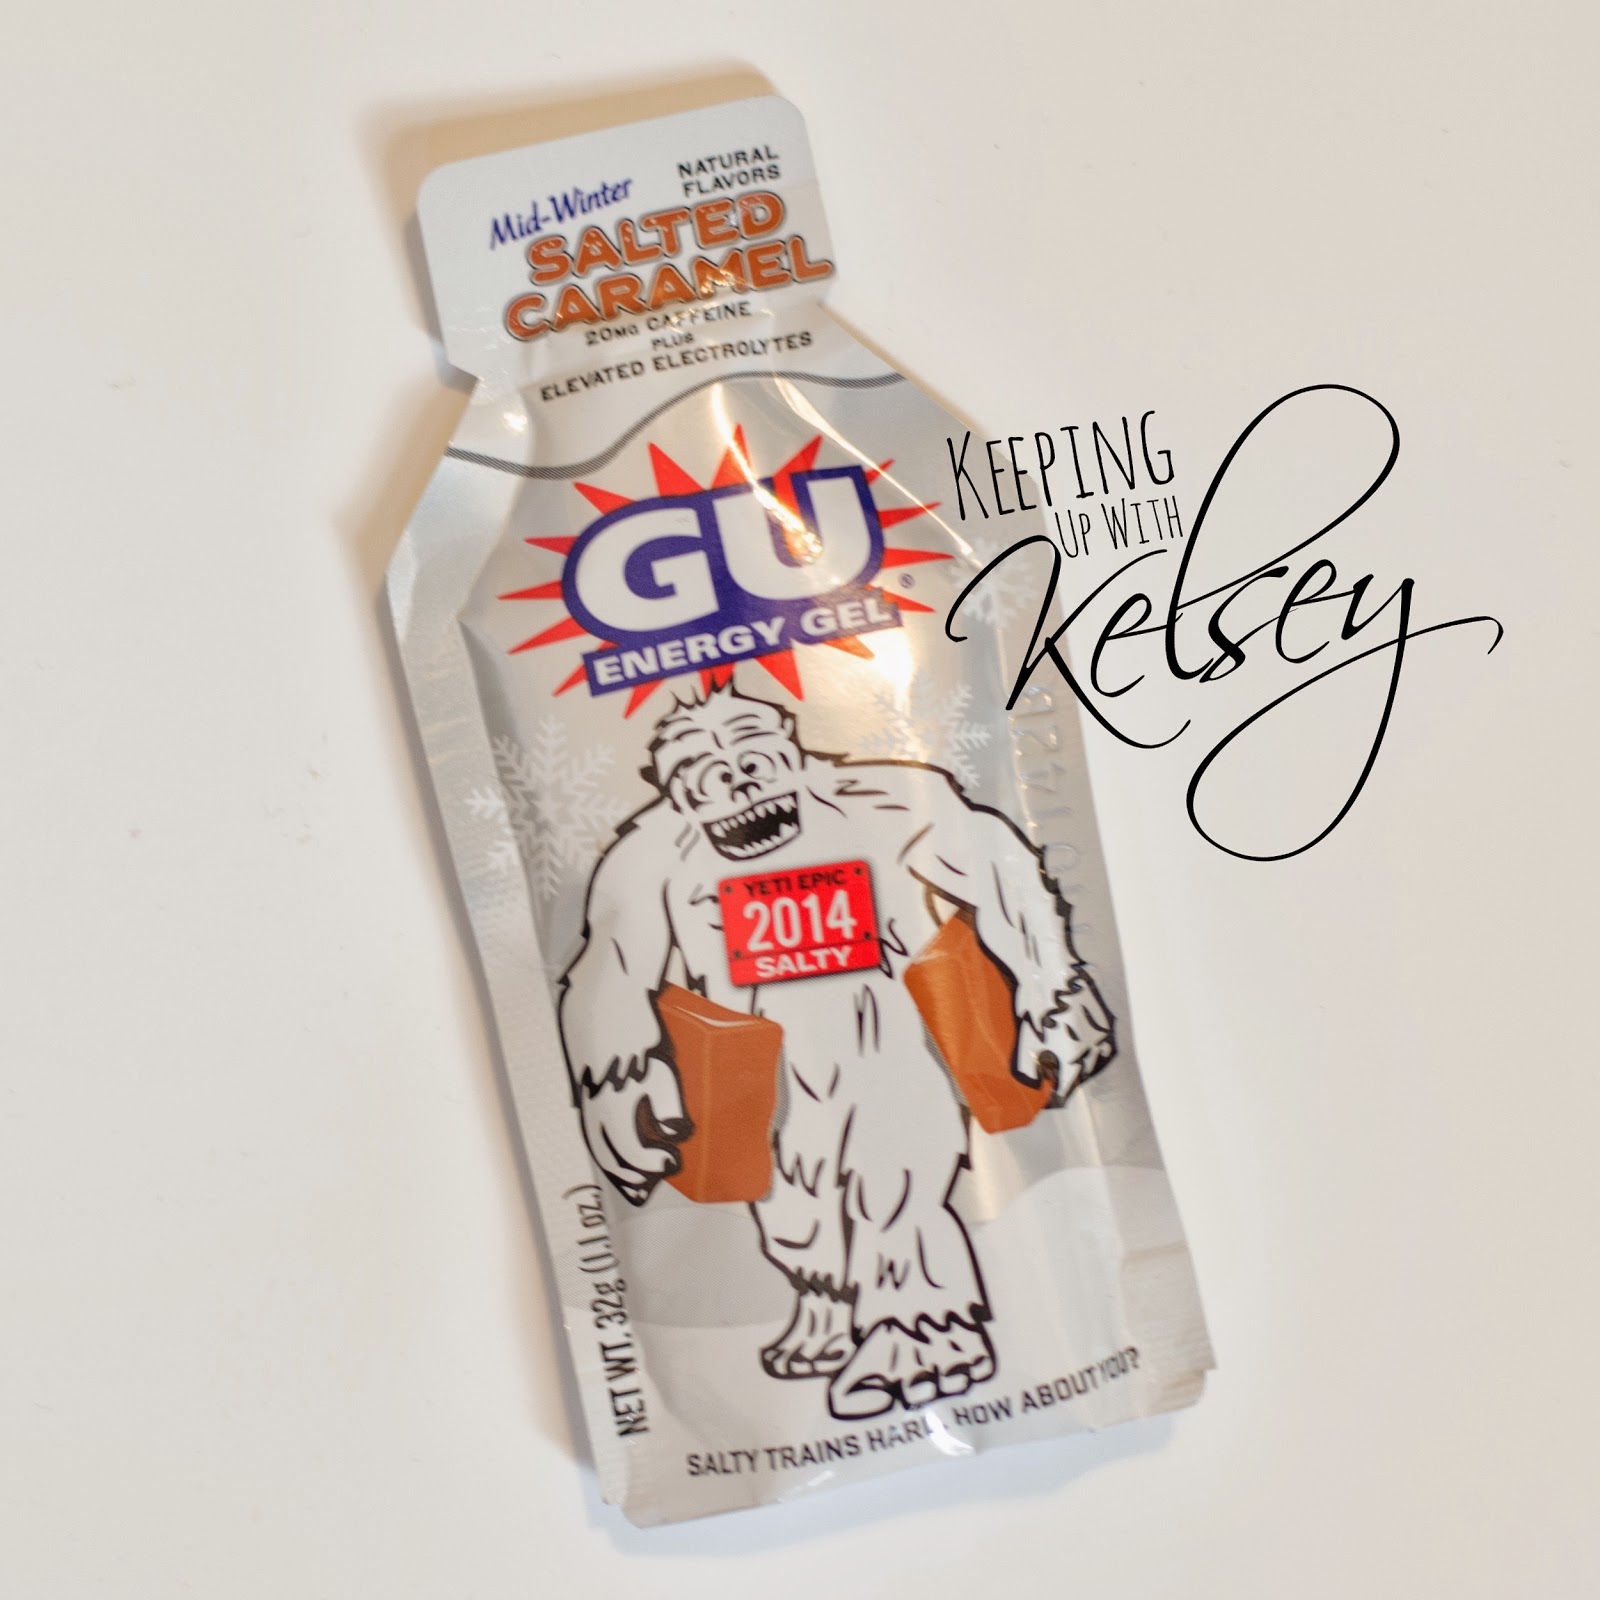 Mid-Winter
NATURAL
FLAVORS
SALTED
CARAMEL
20MG CAFFEINE
PLUS
ELEVATED ELECTROLYTES
GU®
ENERGY GEL
YETI EPIC
2014
SALTY
NET WT. 32g (1.1 oz.)
SALTY TRAINS HARD. HOW ABOUT YOU?
KEEPING
UP WITH
Kelsey